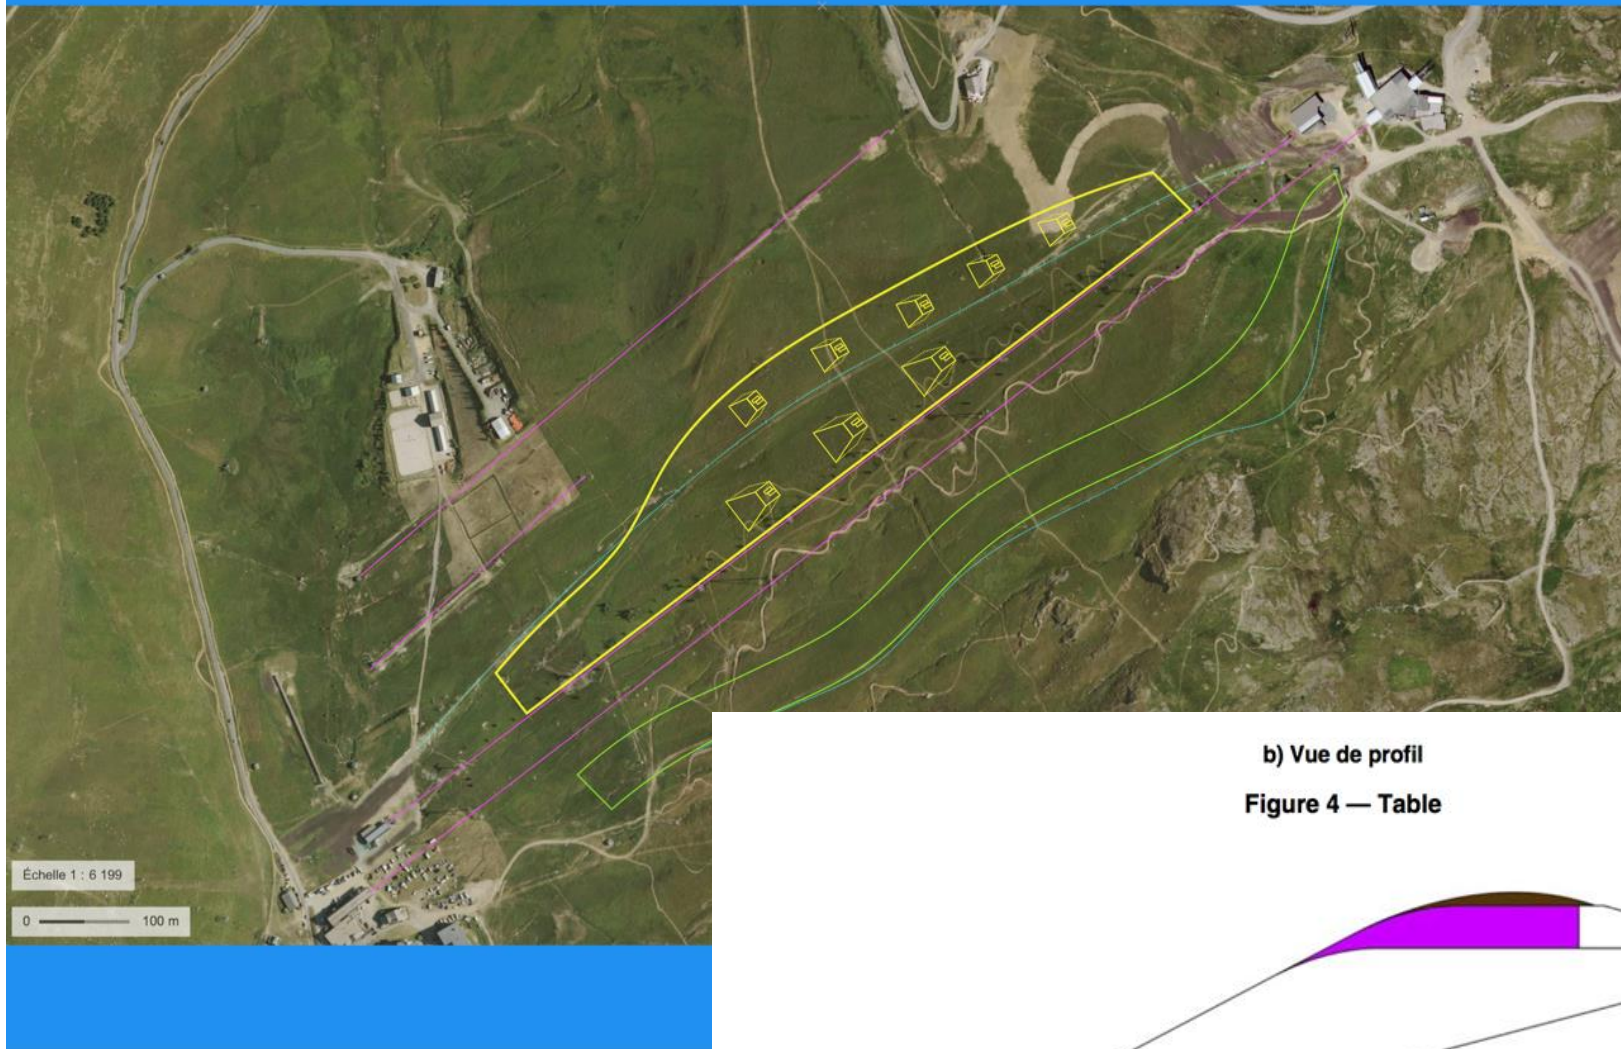 b) Vue de profil
Figure 4 — Table
Échelle 1 : 6 199
0 100 m